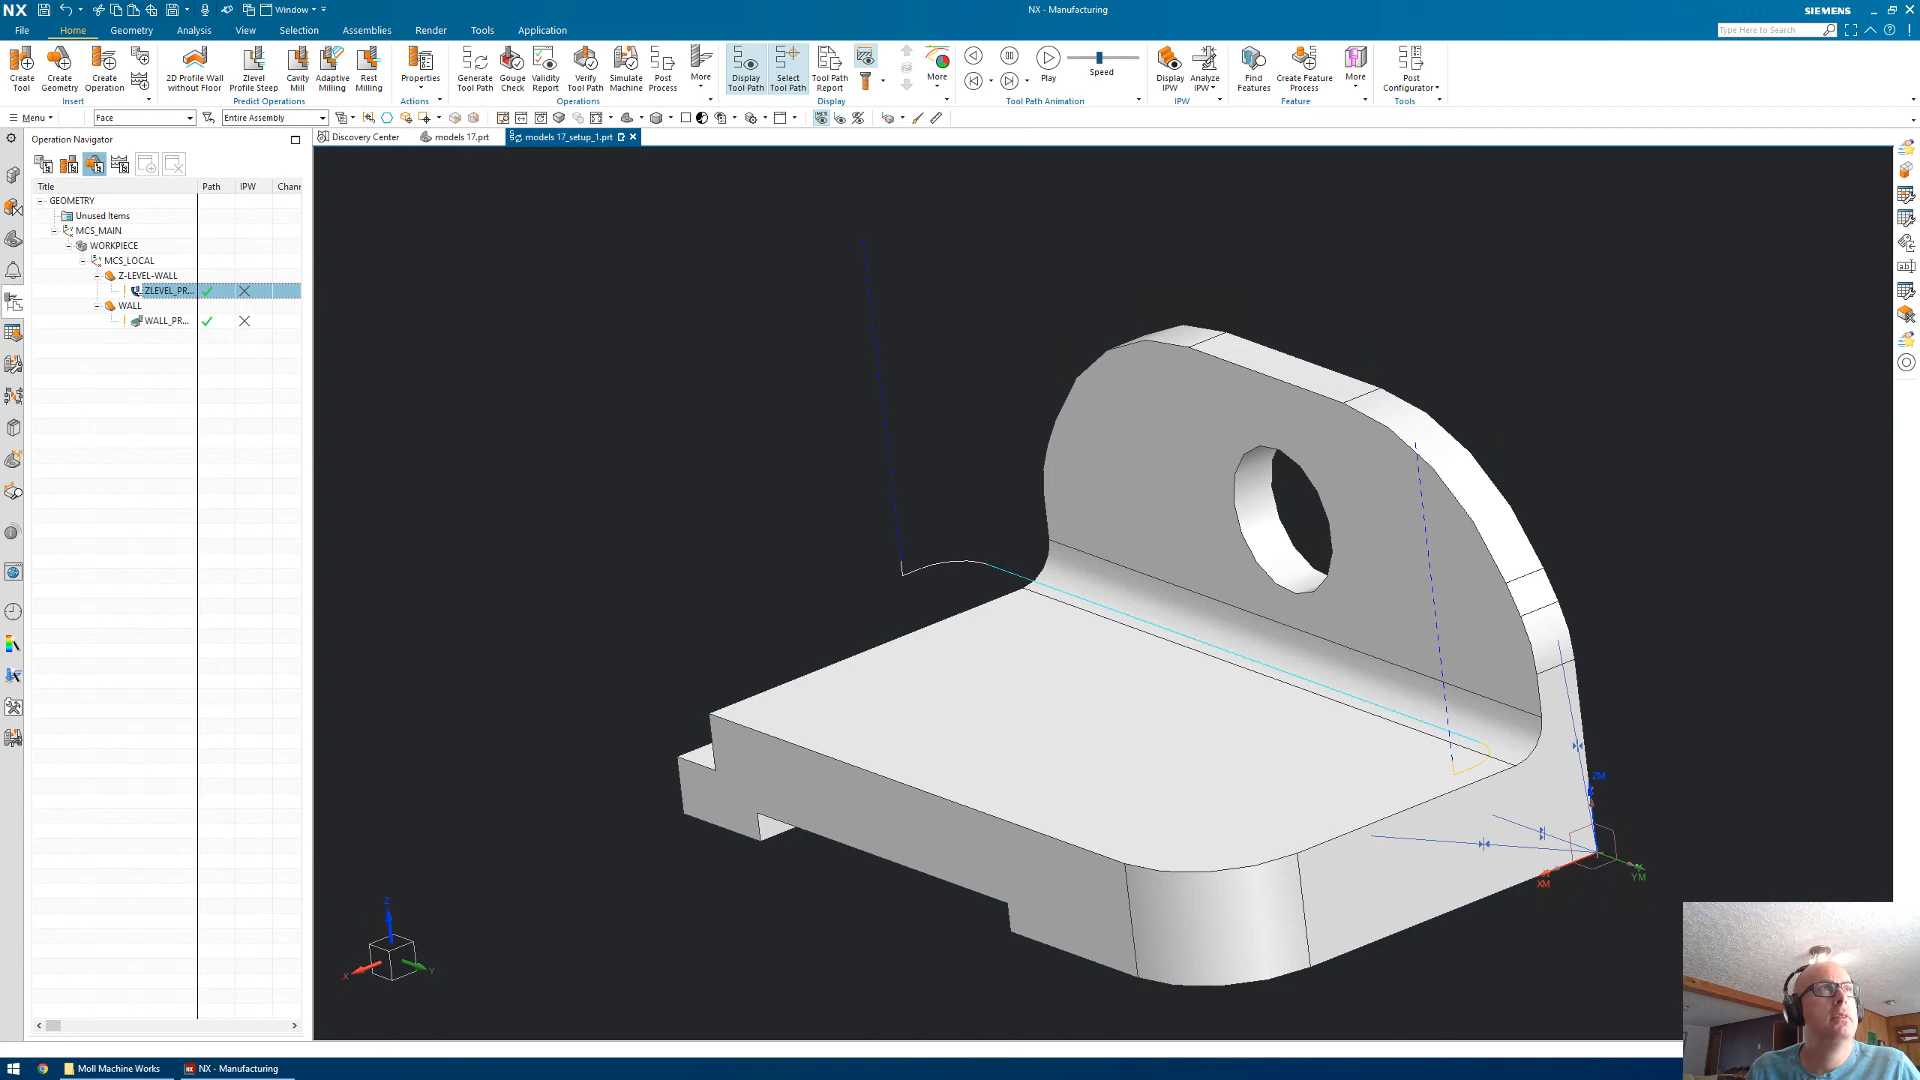 NX
Window
NX - Manufacturing
SIEMENS
File
Home
Geometry
Analysis
View
Selection
Assemblies
Render
Tools
Application
Type Here to Search
Create Tool
Create Geometry
Create Operation
2D Profile Wall without Floor
Zlevel Profile Steep
Cavity Mill
Adaptive Milling
Rest Milling
Properties
Generate Tool Path
Gouge Check
Validity Report
Verify Tool Path
Simulate Machine
Post Process
More
Display Tool Path
Select Tool Path
Tool Path Report
More
Play
Speed
Display IPW
Analyze IPW
Find Features
Create Feature Process
More
Post Configurator
Insert
Predict Operations
Actions
Operations
Display
Tool Path Animation
IPW
Feature
Tools
Menu
Face
Entire Assembly
Operation Navigator
Discovery Center
models 17.prt
models 17_setup_1.prt
Title
Path
IPW
Chann
GEOMETRY
Unused Items
MCS_MAIN
WORKPIECE
MCS_LOCAL
Z-LEVEL-WALL
ZLEVEL_PR...
WALL
WALL_PR...
ZM
XM
YM
Z
X
Y
Moll Machine Works
NX - Manufacturing